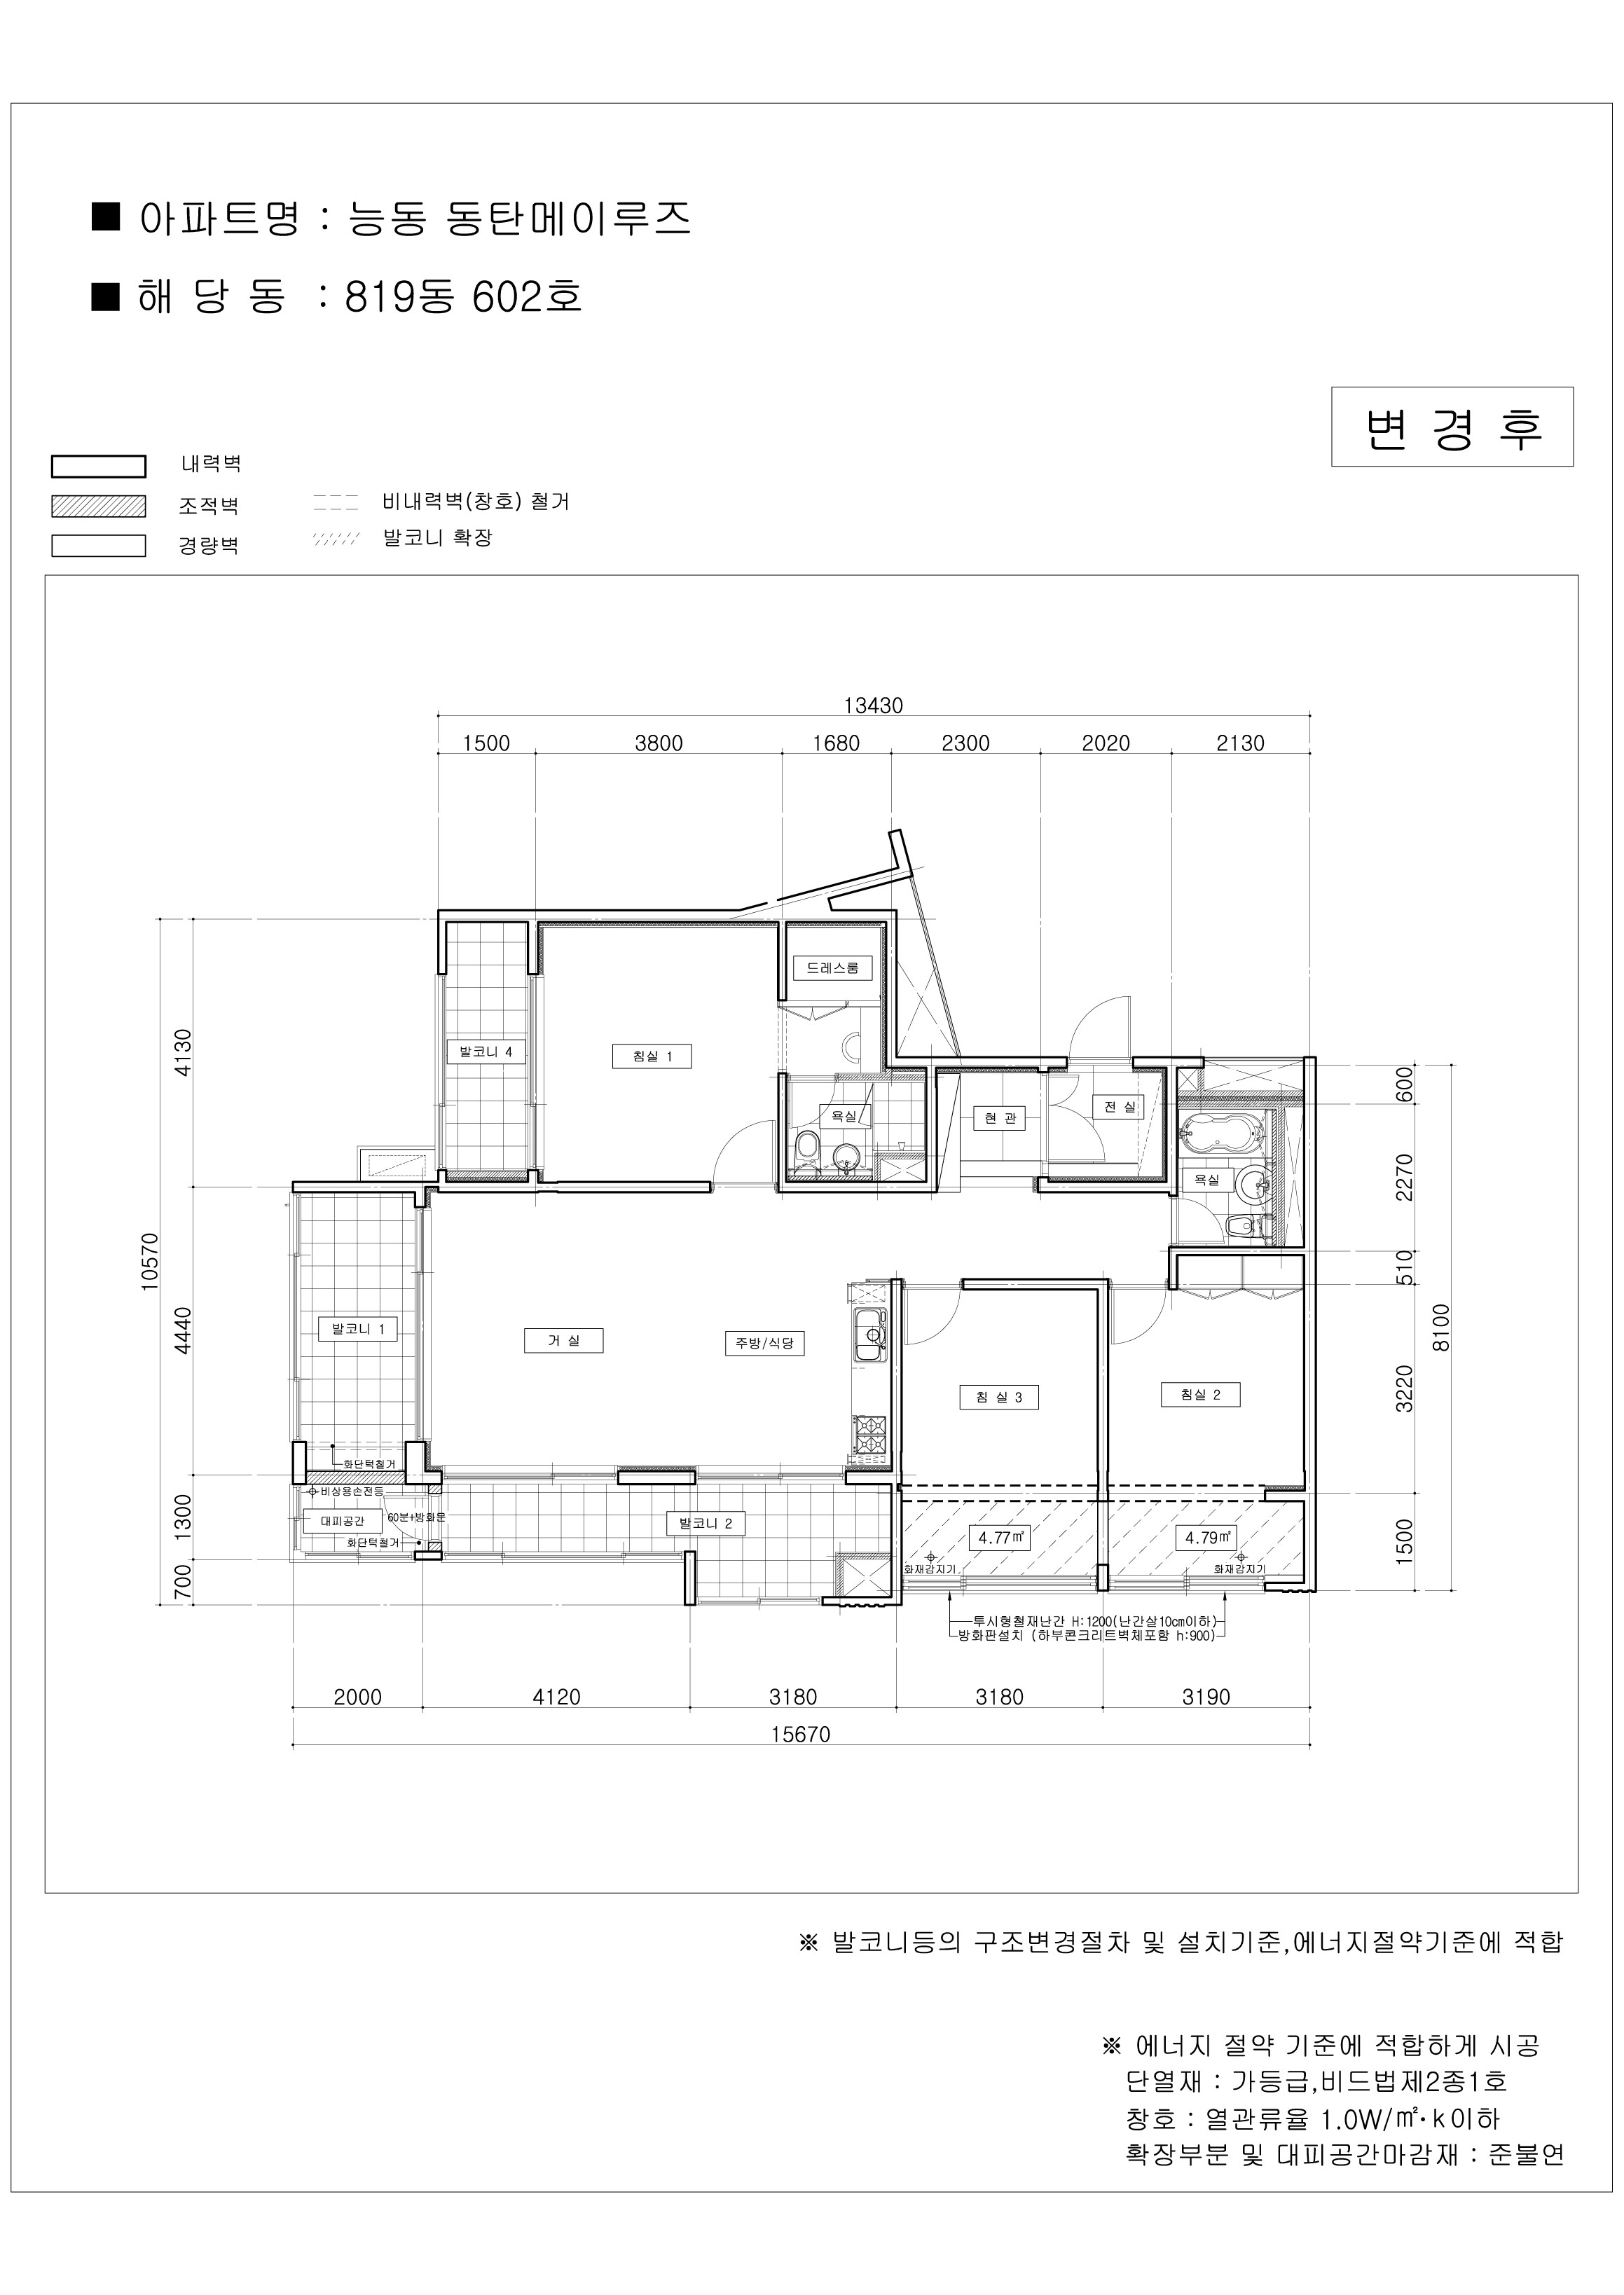 ■ 아파트명 : 능동 동탄메이루즈
■ 해 당 동 : 819동 602호
변 경 후
내력벽
조적벽
경량벽
비내력벽(창호) 철거
발코니 확장
13430
1500 3800 1680 2300 2020 2130
드레스룸
발코니 4
침실 1
욕실
현 관
전 실
욕실
발코니 1
거 실
주방/식당
침 실 3
침실 2
화단턱철거
비상용손전등
대피공간
60분+방화문
화단턱철거
발코니 2
4.77㎡
4.79㎡
화재감지기
화재감지기
투시형철재난간 H:1200(난간살10cm이하)
방화판설치 (하부콘크리트벽체포함 h:900)
10570
4130
4440
1300
700
600
2270
510
3220
1500
8100
2000 4120 3180 3180 3190
15670
※ 발코니등의 구조변경절차 및 설치기준,에너지절약기준에 적합
※ 에너지 절약 기준에 적합하게 시공
단열재 : 가등급,비드법제2종1호
창호 : 열관류율 1.0W/㎡·k이하
확장부분 및 대피공간마감재 : 준불연